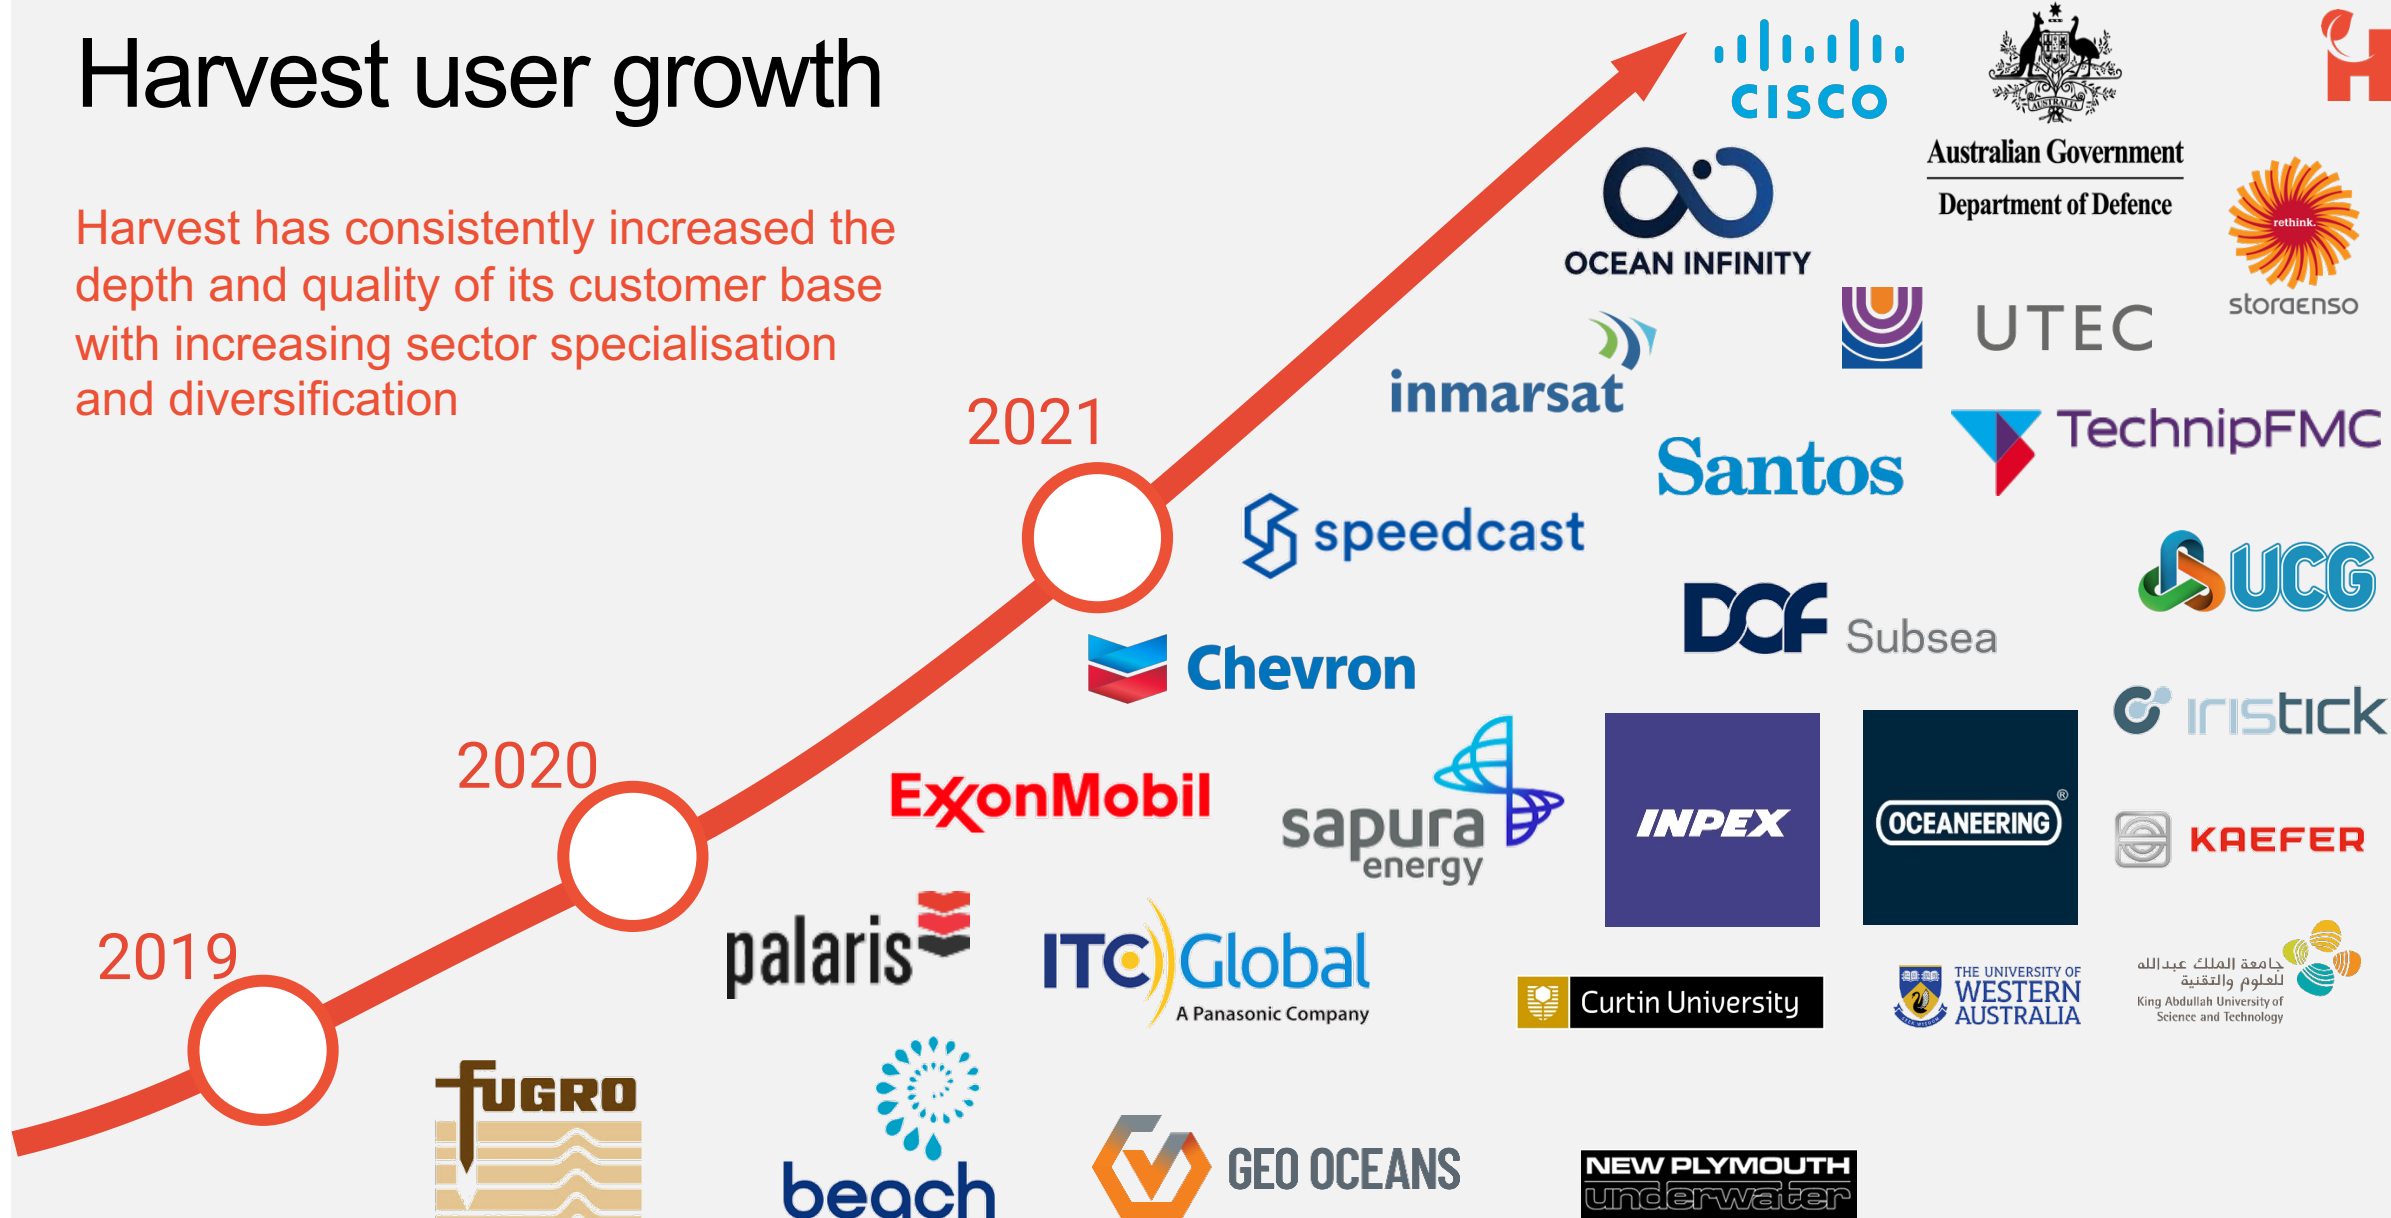 Harvest user growth
Harvest has consistently increased the
depth and quality of its customer base
with increasing sector specialisation
and diversification
2019
2020
2021
CISCO
AUSTRALIA
Australian Government
Department of Defence
H
OCEAN INFINITY
rethink.
storaenso
inmarsat
UTEC
Santos
TechnipFMC
speedcast
UCG
DOF Subsea
Chevron
iristick
ExxonMobil
sapura
energy
INPEX
OCEANEERING ®
KAEFER
palaris
ITC Global
A Panasonic Company
Curtin University
THE UNIVERSITY OF
WESTERN
AUSTRALIA
جامعة الملك عبدالله
للعلوم والتقنية
King Abdullah University of
Science and Technology
FUGRO
beach
GEO OCEANS
NEW PLYMOUTH
underwater